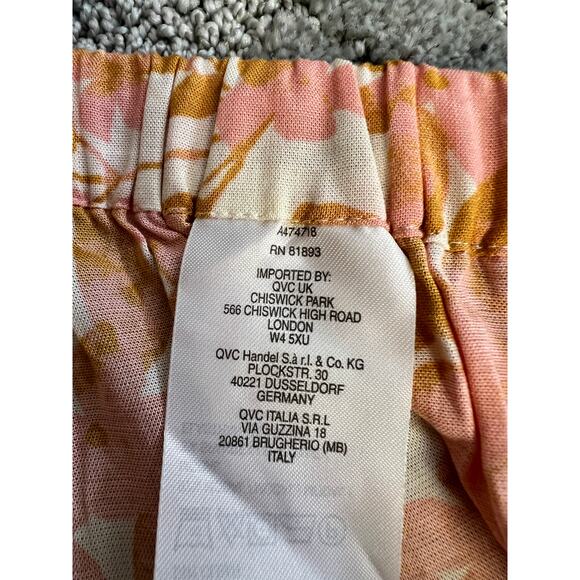 A474718
RN 81893
IMPORTED BY:
QVC UK
CHISWICK PARK
566 CHISWICK HIGH ROAD
LONDON
W4 5XU
QVC Handel S.à r.l. & Co. KG
PLOCKSTR. 30
40221 DÜSSELDORF
GERMANY
QVC ITALIA S.R.L
VIA GUZZINA 18
20861 BRUGHERIO (MB)
ITALY